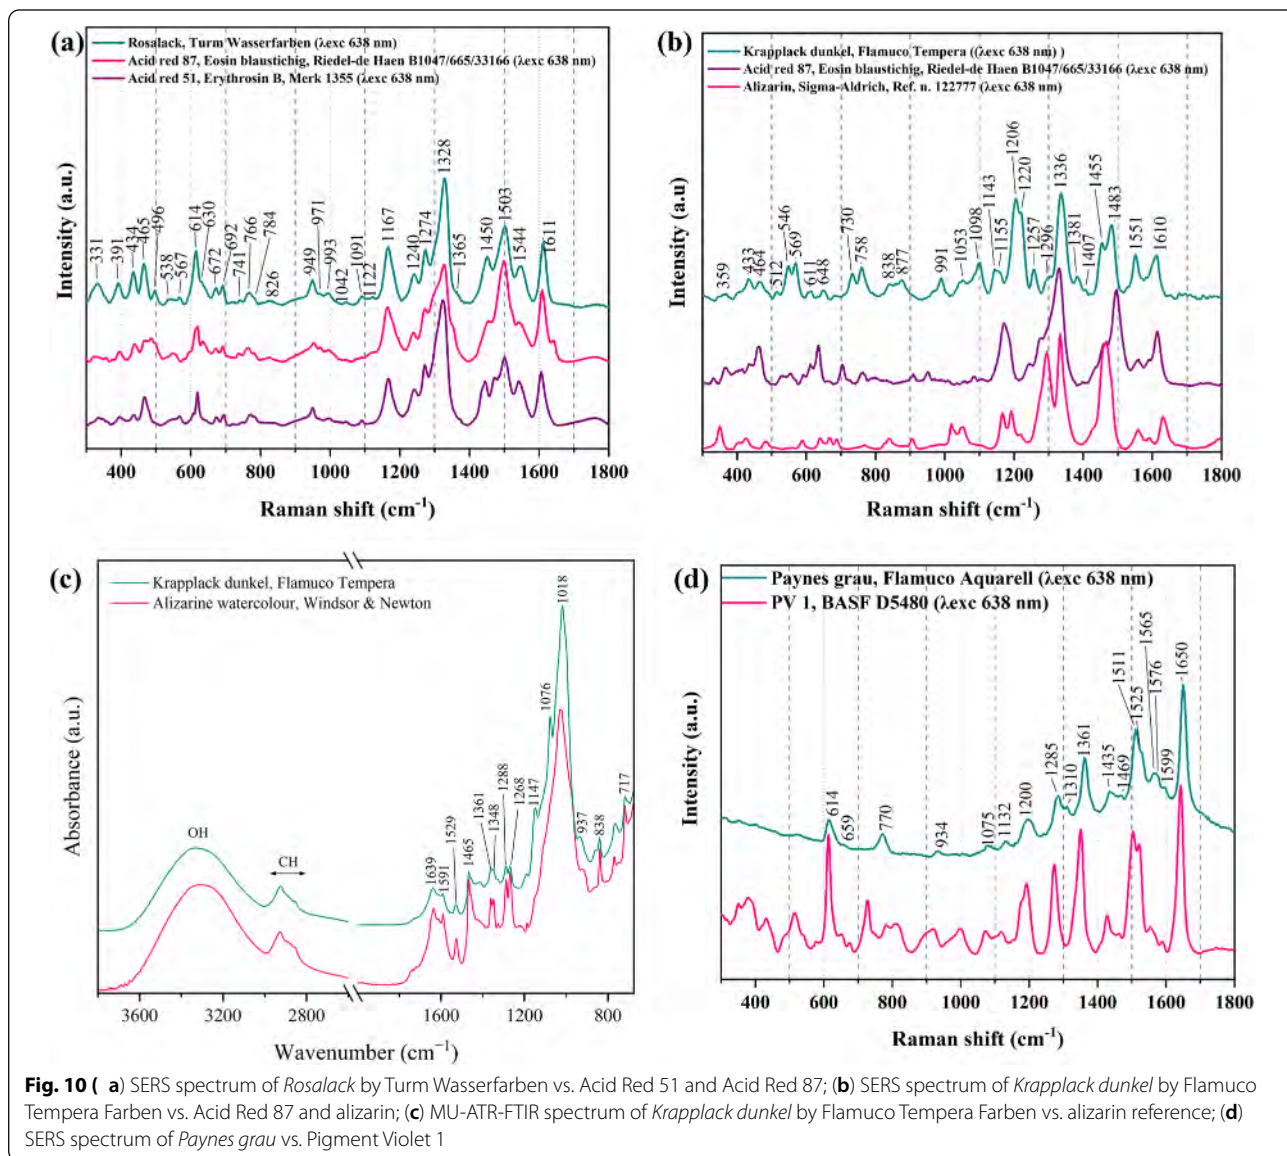 (a)
Rosalack, Turm Wasserfarben (λexc 638 nm)
Acid red 87, Eosin blaustichig, Riedel-de Haen B1047/665/33166 (λexc 638 nm)
Acid red 51, Erythrosin B, Merk 1355 (λexc 638 nm)
Intensity (a.u.)
331 391 434 465 496 538 567 614 630 672 692 741 766 784 826 949 971 993 1042 1091 1122 1167 1240 1274 1328 1365 1450 1503 1544 1611
400 600 800 1000 1200 1400 1600 1800
Raman shift (cm⁻¹)
(b)
Krapplack dunkel, Flamuco Tempera ((λexc 638 nm) )
Acid red 87, Eosin blaustichig, Riedel-de Haen B1047/665/33166 (λexc 638 nm)
Alizarin, Sigma-Aldrich, Ref. n. 122777 (λexc 638 nm)
Intensity (a.u.)
359 433 464 512 546 569 611 648 730 758 838 877 991 1053 1098 1143 1155 1206 1220 1257 1296 1336 1381 1407 1455 1483 1551 1610
400 600 800 1000 1200 1400 1600 1800
Raman shift (cm⁻¹)
(c)
Krapplack dunkel, Flamuco Tempera
Alizarine watercolour, Windsor & Newton
Absorbance (a.u.)
OH
CH
1639 1591 1529 1465 1361 1348 1288 1268 1147 1076 1018 937 838 717
3600 3200 2800 1600 1200 800
Wavenumber (cm⁻¹)
(d)
Paynes grau, Flamuco Aquarell (λexc 638 nm)
PV 1, BASF D5480 (λexc 638 nm)
Intensity (a.u.)
614 659 770 934 1075 1132 1200 1285 1310 1361 1435 1469 1511 1525 1565 1576 1599 1650
400 600 800 1000 1200 1400 1600 1800
Raman shift (cm⁻¹)
Fig. 10 ( a) SERS spectrum of Rosalack by Turm Wasserfarben vs. Acid Red 51 and Acid Red 87; (b) SERS spectrum of Krapplack dunkel by Flamuco
Tempera Farben vs. Acid Red 87 and alizarin; (c) MU-ATR-FTIR spectrum of Krapplack dunkel by Flamuco Tempera Farben vs. alizarin reference; (d)
SERS spectrum of Paynes grau vs. Pigment Violet 1